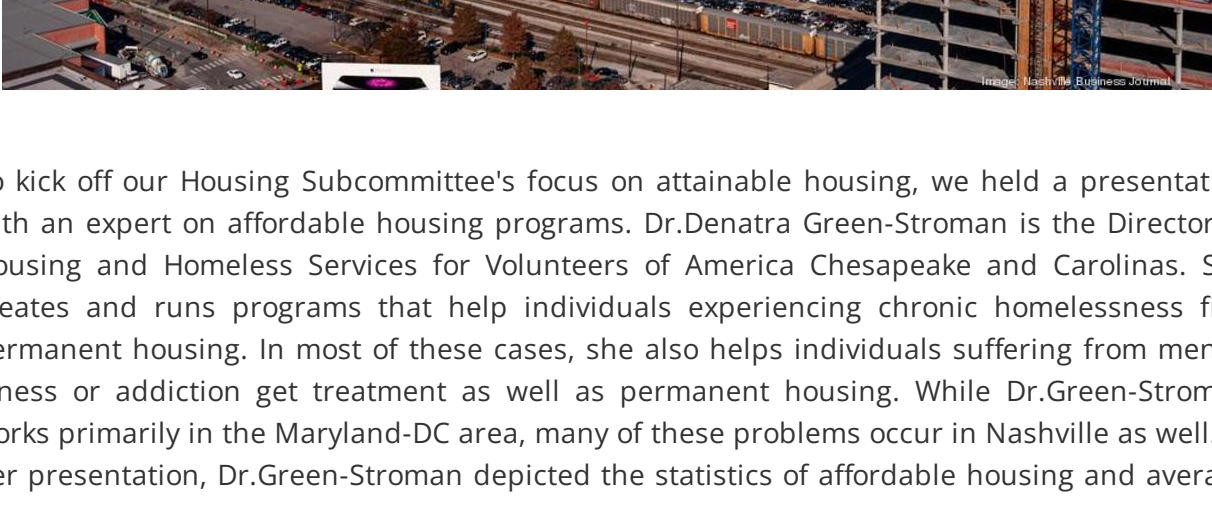 Image: Nashville Business Journal
kick off our Housing Subcommittee's focus on attainable housing, we held a presentat
th an expert on affordable housing programs. Dr.Denatra Green-Stroman is the Director
ousing and Homeless Services for Volunteers of America Chesapeake and Carolinas. S
eates and runs programs that help individuals experiencing chronic homelessness fi
ermanent housing. In most of these cases, she also helps individuals suffering from men
ness or addiction get treatment as well as permanent housing. While Dr.Green-Strom
orks primarily in the Maryland-DC area, many of these problems occur in Nashville as well.
er presentation, Dr.Green-Stroman depicted the statistics of affordable housing and avera